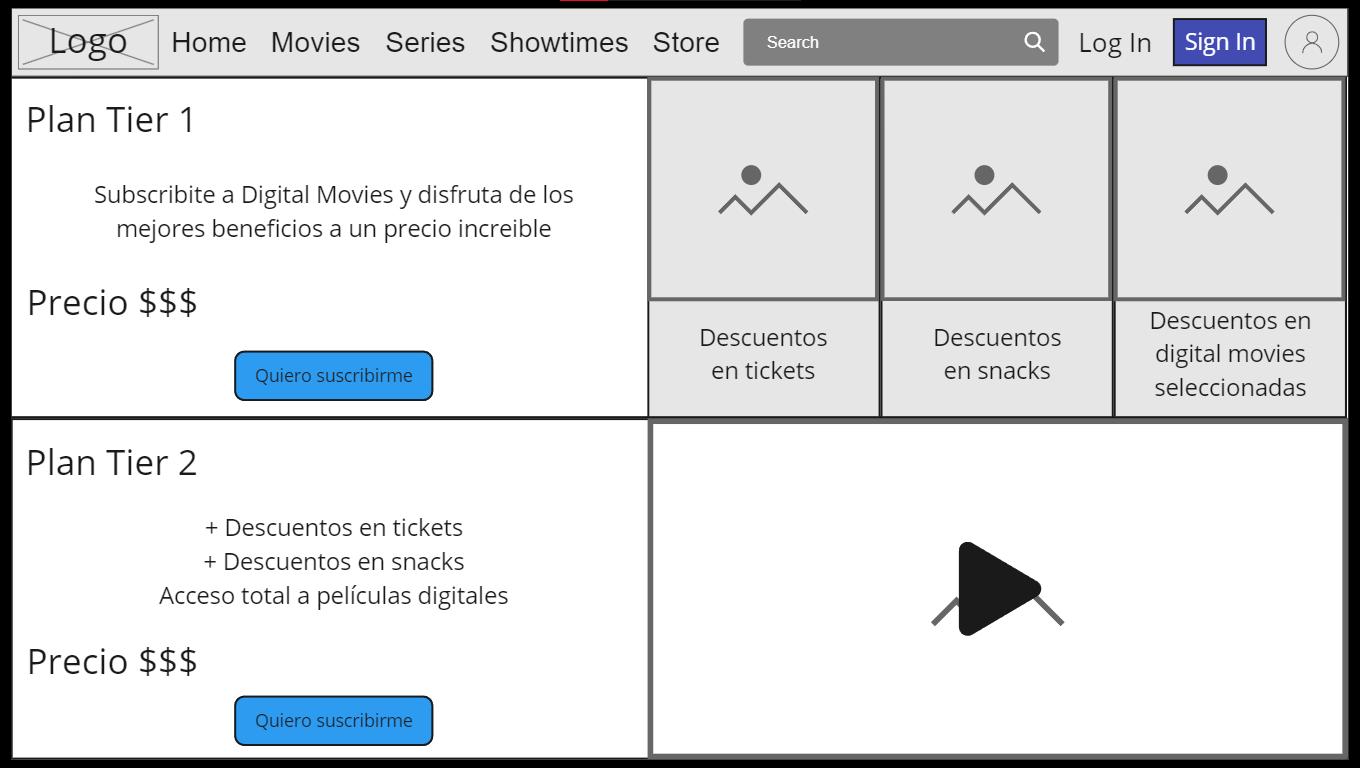 Logo Home Movies Series Showtimes Store Search Log In Sign In
Plan Tier 1
Subscribite a Digital Movies y disfruta de los
mejores beneficios a un precio increible
Precio $$$
Quiero suscribirme
Descuentos
en tickets
Descuentos
en snacks
Descuentos en
digital movies
seleccionadas
Plan Tier 2
+ Descuentos en tickets
+ Descuentos en snacks
Acceso total a películas digitales
Precio $$$
Quiero suscribirme